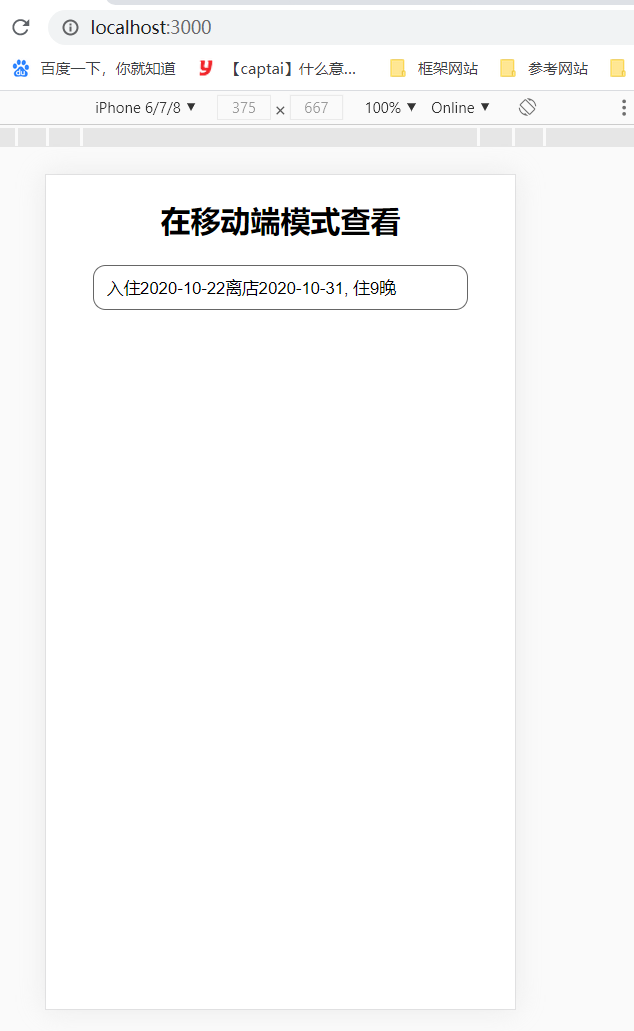 localhost:3000
百度一下，你就知道 【captai】什么意... 框架网站 参考网站
iPhone 6/7/8 ▼ 375 × 667 100% ▼ Online ▼
在移动端模式查看
入住2020-10-22离店2020-10-31, 住9晚